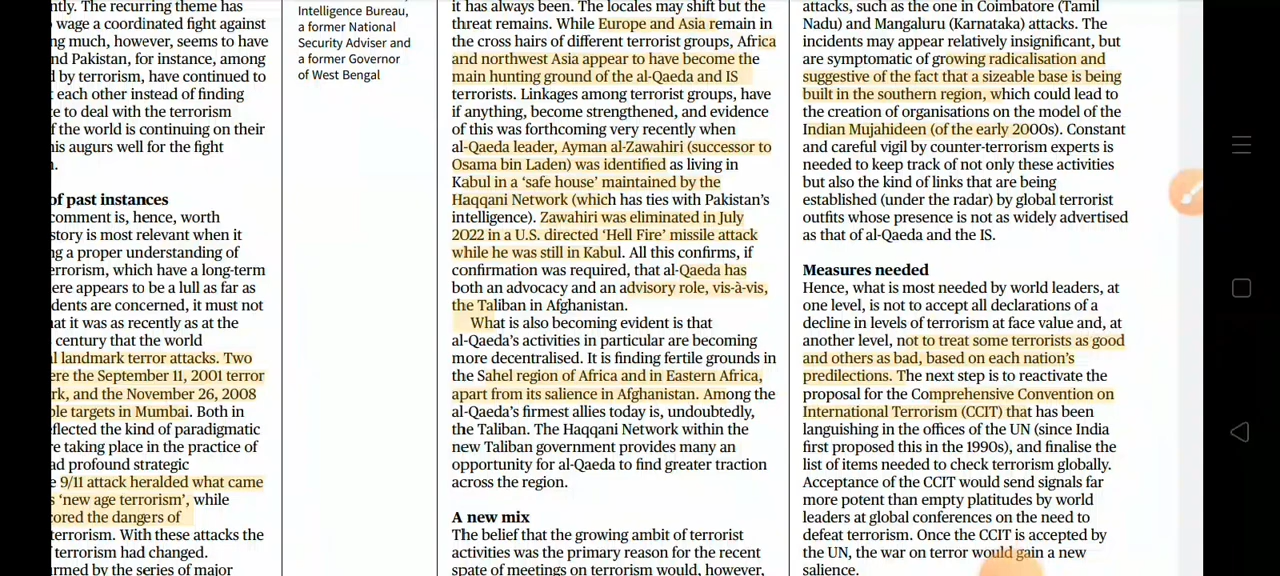 ntly. The recurring theme has
wage a coordinated fight against
ng much, however, seems to have
nd Pakistan, for instance, among
d by terrorism, have continued to
each other instead of finding
te to deal with the terrorism
f the world is continuing on their
his augurs well for the fight
of past instances
comment is, hence, worth
story is most relevant when it
ng a proper understanding of
errorism, which have a long-term
ere appears to be a lull as far as
dents are concerned, it must not
hat it was as recently as at the
century that the world
l landmark terror attacks. Two
ere the September 11, 2001 terror
rk, and the November 26, 2008
ble targets in Mumbai. Both in
eflected the kind of paradigmatic
re taking place in the practice of
ad profound strategic
e 9/11 attack heralded what came
s 'new age terrorism', while
cored the dangers of
terrorism. With these attacks the
terrorism had changed.
rmed by the series of major
Intelligence Bureau,
a former National
Security Adviser and
a former Governor
of West Bengal
it has always been. The locales may shift but the
threat remains. While Europe and Asia remain in
the cross hairs of different terrorist groups, Africa
and northwest Asia appear to have become the
main hunting ground of the al-Qaeda and IS
terrorists. Linkages among terrorist groups, have
if anything, become strengthened, and evidence
of this was forthcoming very recently when
al-Qaeda leader, Ayman al-Zawahiri (successor to
Osama bin Laden) was identified as living in
Kabul in a 'safe house' maintained by the
Haqqani Network (which has ties with Pakistan's
intelligence). Zawahiri was eliminated in July
2022 in a U.S. directed 'Hell Fire' missile attack
while he was still in Kabul. All this confirms, if
confirmation was required, that al-Qaeda has
both an advocacy and an advisory role, vis-à-vis,
the Taliban in Afghanistan.
What is also becoming evident is that
al-Qaeda's activities in particular are becoming
more decentralised. It is finding fertile grounds in
the Sahel region of Africa and in Eastern Africa,
apart from its salience in Afghanistan. Among the
al-Qaeda's firmest allies today is, undoubtedly,
the Taliban. The Haqqani Network within the
new Taliban government provides many an
opportunity for al-Qaeda to find greater traction
across the region.
A new mix
The belief that the growing ambit of terrorist
activities was the primary reason for the recent
spate of meetings on terrorism would, however,
attacks, such as the one in Coimbatore (Tamil
Nadu) and Mangaluru (Karnataka) attacks. The
incidents may appear relatively insignificant, but
are symptomatic of growing radicalisation and
suggestive of the fact that a sizeable base is being
built in the southern region, which could lead to
the creation of organisations on the model of the
Indian Mujahideen (of the early 2000s). Constant
and careful vigil by counter-terrorism experts is
needed to keep track of not only these activities
but also the kind of links that are being
established (under the radar) by global terrorist
outfits whose presence is not as widely advertised
as that of al-Qaeda and the IS.
Measures needed
Hence, what is most needed by world leaders, at
one level, is not to accept all declarations of a
decline in levels of terrorism at face value and, at
another level, not to treat some terrorists as good
and others as bad, based on each nation's
predilections. The next step is to reactivate the
proposal for the Comprehensive Convention on
International Terrorism (CCIT) that has been
languishing in the offices of the UN (since India
first proposed this in the 1990s), and finalise the
list of items needed to check terrorism globally.
Acceptance of the CCIT would send signals far
more potent than empty platitudes by world
leaders at global conferences on the need to
defeat terrorism. Once the CCIT is accepted by
the UN, the war on terror would gain a new
salience.